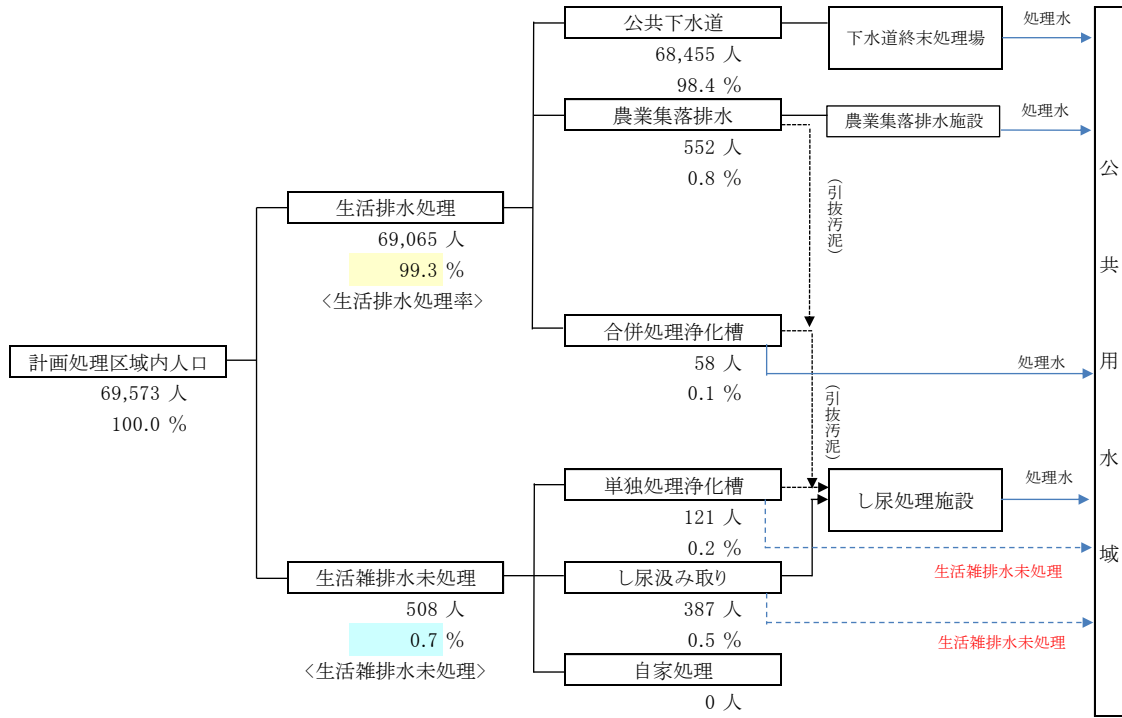 公共下水道
68,455 人
98.4 %
下水道終末処理場
処理水
農業集落排水
552 人
0.8 %
農業集落排水施設
処理水
(引抜汚泥)
生活排水処理
69,065 人
99.3 %
<生活排水処理率>
合併処理浄化槽
58 人
0.1 %
処理水
(引抜汚泥)
計画処理区域内人口
69,573 人
100.0 %
単独処理浄化槽
121 人
0.2 %
し尿処理施設
処理水
生活雑排水未処理
生活雑排水未処理
508 人
0.7 %
<生活雑排水未処理>
し尿汲み取り
387 人
0.5 %
生活雑排水未処理
自家処理
0 人
公共用水域